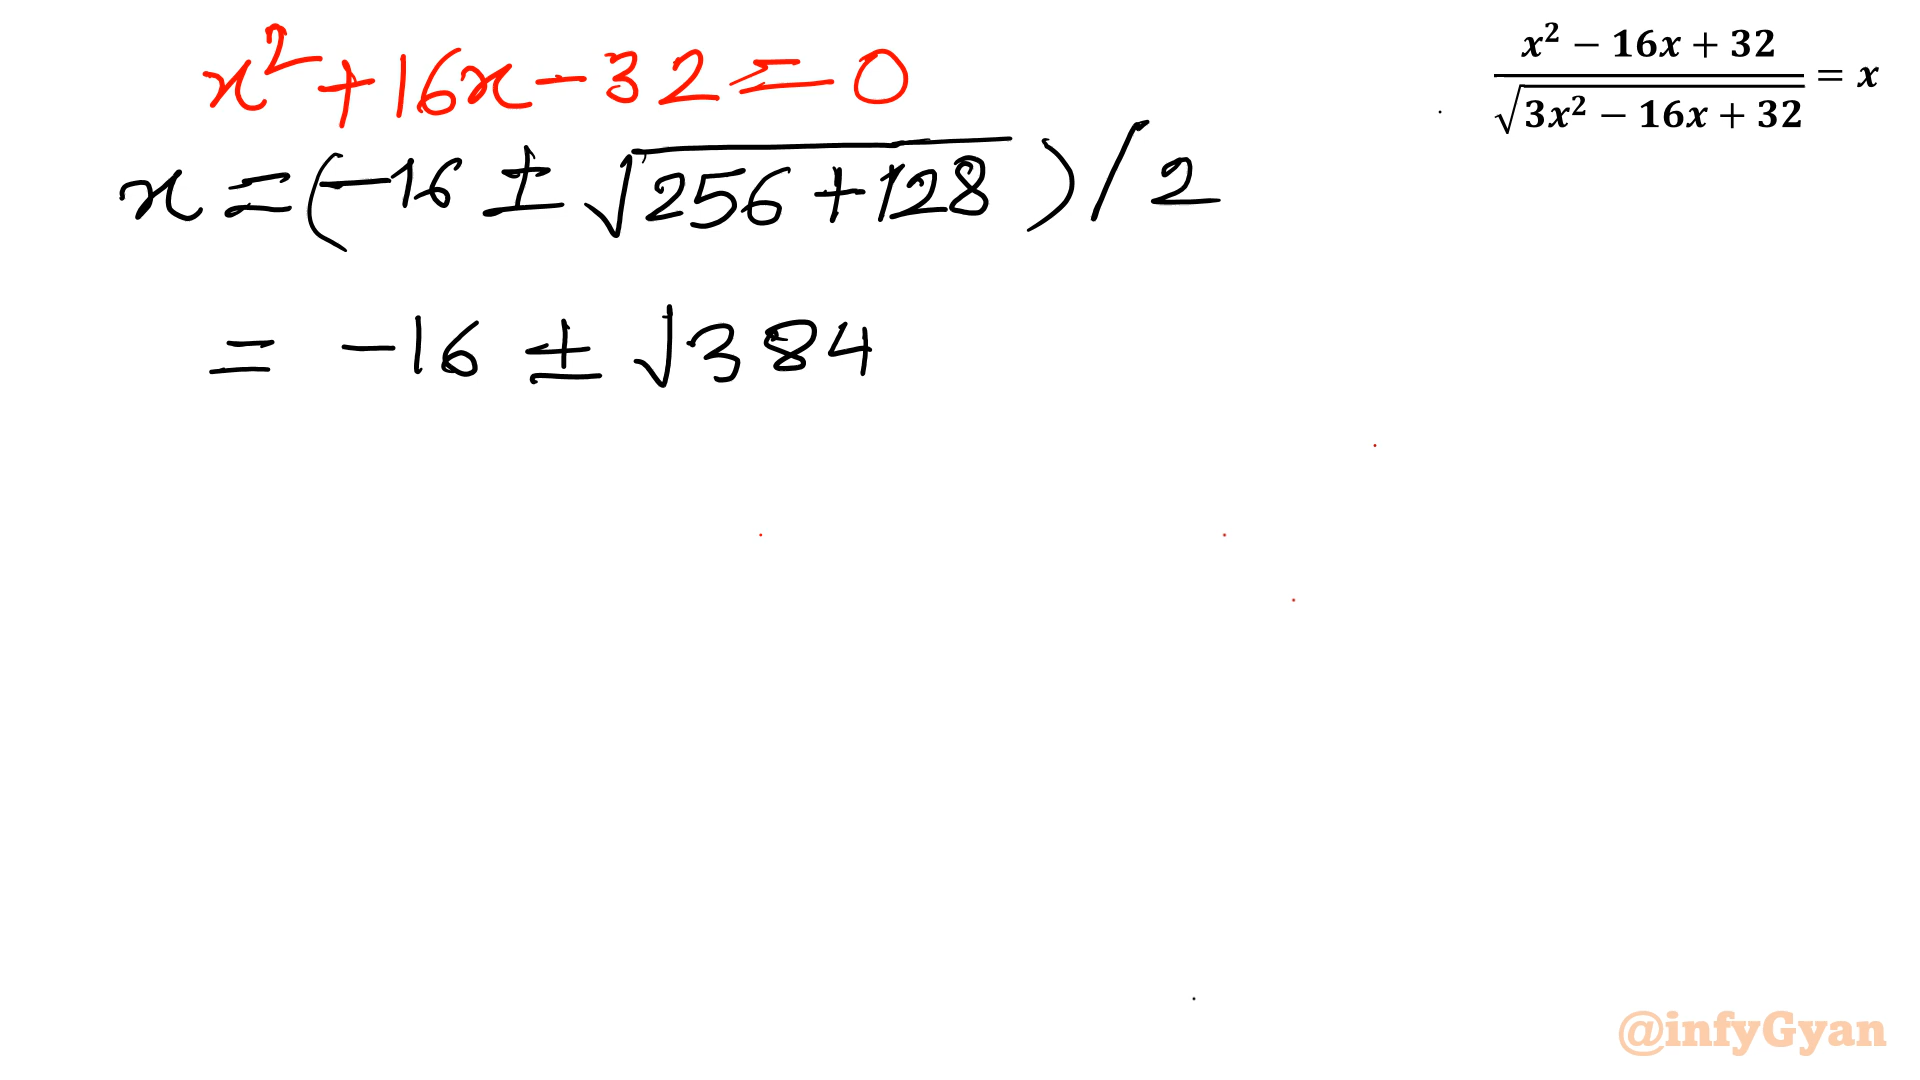 x² + 16x − 32 = 0
x² − 16x + 32
―――――――――― = x
√3x² − 16x + 32
x = (−16 ± √256 + 128) / 2
= −16 ± √384
@infyGyan